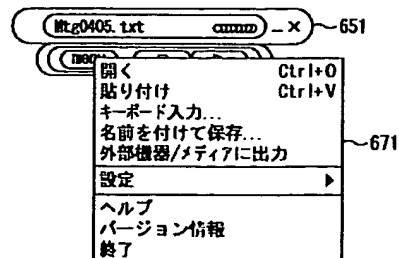 Mtg0405.txt
651
menu
開く Ctrl+O
貼り付け Ctrl+V
キーボード入力...
名前を付けて保存...
外部機器/メディアに出力
671
設定
ヘルプ
バージョン情報
終了